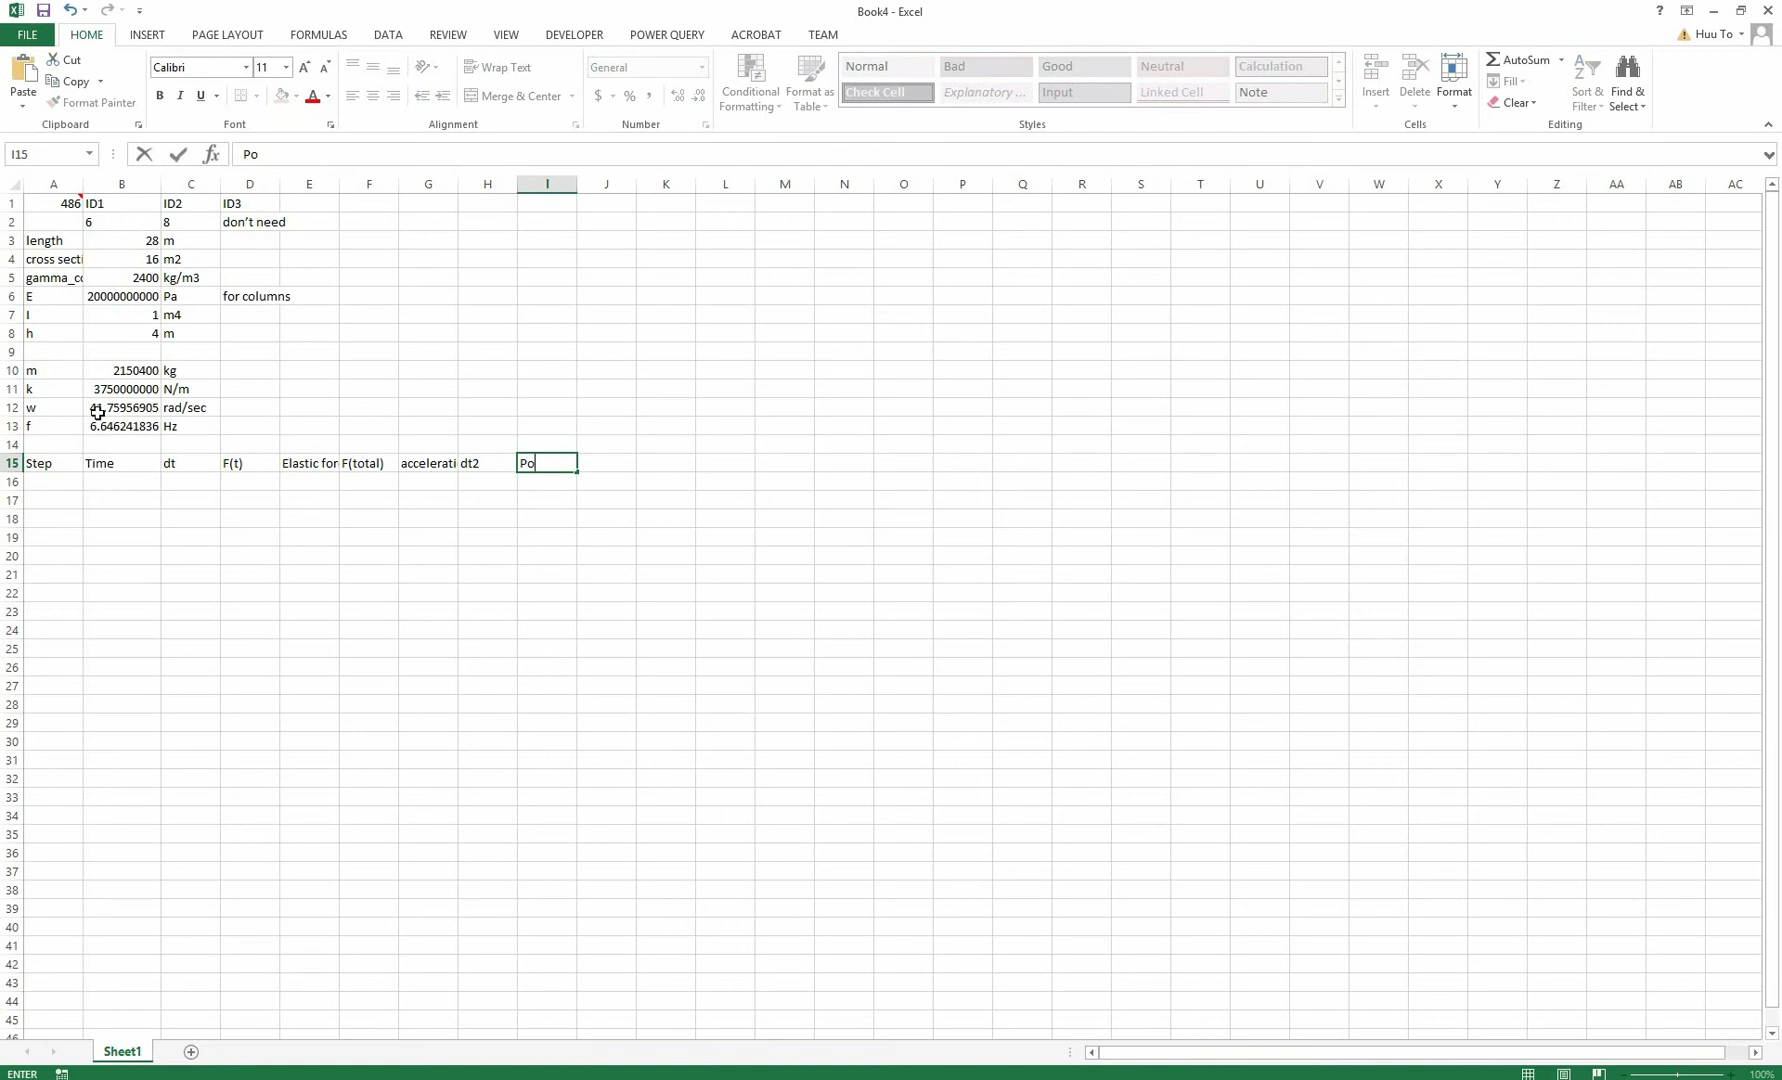 Book4 - Excel
?
FILE HOME INSERT PAGE LAYOUT FORMULAS DATA REVIEW VIEW DEVELOPER POWER QUERY ACROBAT TEAM Huu To
Paste
Cut
Copy
Format Painter
Clipboard
Calibri 11
B I U
Font
Wrap Text
Merge & Center
Alignment
General
$ % ,
Number
Conditional Formatting
Format as Table
Normal Bad Good Neutral Calculation
Check Cell Explanatory ... Input Linked Cell Note
Styles
Insert Delete Format
Cells
AutoSum
Fill
Clear
Sort & Filter
Find & Select
Editing
I15 fx Po
A B C D E F G H I J K L M N O P Q R S T U V W X Y Z AA AB AC
1 486 ID1 ID2 ID3
2 6 8 don't need
3 length 28 m
4 cross secti 16 m2
5 gamma_co 2400 kg/m3
6 E 20000000000 Pa for columns
7 I 1 m4
8 h 4 m
9
10 m 2150400 kg
11 k 3750000000 N/m
12 w 41.75956905 rad/sec
13 f 6.646241836 Hz
14
15 Step Time dt F(t) Elastic for F(total) accelerati dt2 Po
16
17
18
19
20
21
22
23
24
25
26
27
28
29
30
31
32
33
34
35
36
37
38
39
40
41
42
43
44
45
46
Sheet1
ENTER 100%